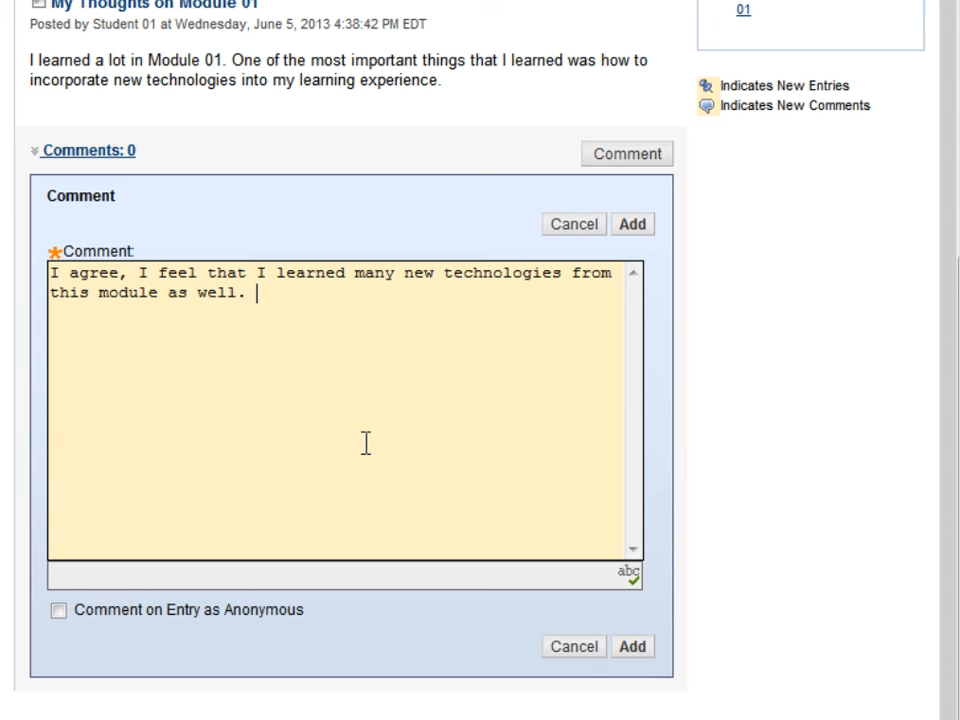 My Thoughts on Module 01
Posted by Student 01 at Wednesday, June 5, 2013 4:38:42 PM EDT
I learned a lot in Module 01. One of the most important things that I learned was how to
incorporate new technologies into my learning experience.
01
Indicates New Entries
Indicates New Comments
Comments: 0
Comment
Comment
Cancel
Add
Comment:
I agree, I feel that I learned many new technologies from
this module as well.
abc
Comment on Entry as Anonymous
Cancel
Add